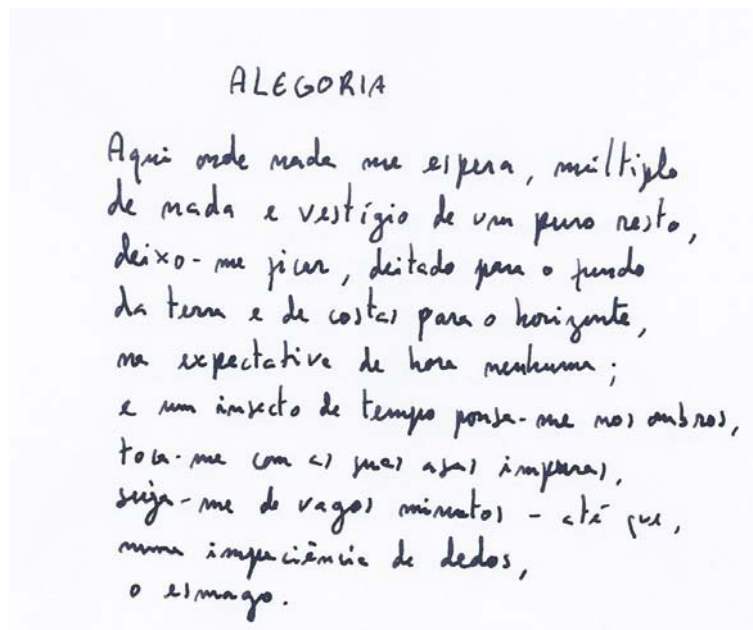 ALEGORIA
Aqui onde nada me espera, múltiplo
de nada e vestígio de um puro resto,
deixo-me ficar, deitado para o fundo
da terra e de costas para o horizonte,
na expectativa de hora nenhuma;
e um insecto de tempo pousa-me nos ombros,
toca-me com as suas asas impuras,
suja-me de vagos minutos - até que,
numa impaciência de dedos,
o esmago.